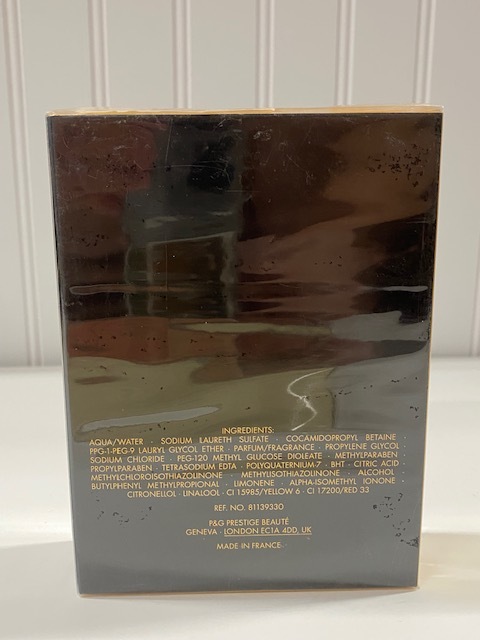 INGREDIENTS:
AQUA/WATER · SODIUM LAURETH SULFATE · COCAMIDOPROPYL BETAINE ·
PPG-1-PEG-9 LAURYL GLYCOL ETHER · PARFUM/FRAGRANCE · PROPYLENE GLYCOL ·
SODIUM CHLORIDE · PEG-120 METHYL GLUCOSE DIOLEATE · METHYLPARABEN ·
PROPYLPARABEN · TETRASODIUM EDTA · POLYQUATERNIUM-7 · BHT · CITRIC ACID ·
METHYLCHLOROISOTHIAZOLINONE · METHYLISOTHIAZOLINONE · ALCOHOL ·
BUTYLPHENYL METHYLPROPIONAL · LIMONENE · ALPHA-ISOMETHYL IONONE ·
CITRONELLOL · LINALOOL · CI 15985/YELLOW 6 · CI 17200/RED 33
REF. NO. 81139330
P&G PRESTIGE BEAUTÉ
GENEVA · LONDON EC1A 4DD, UK
MADE IN FRANCE